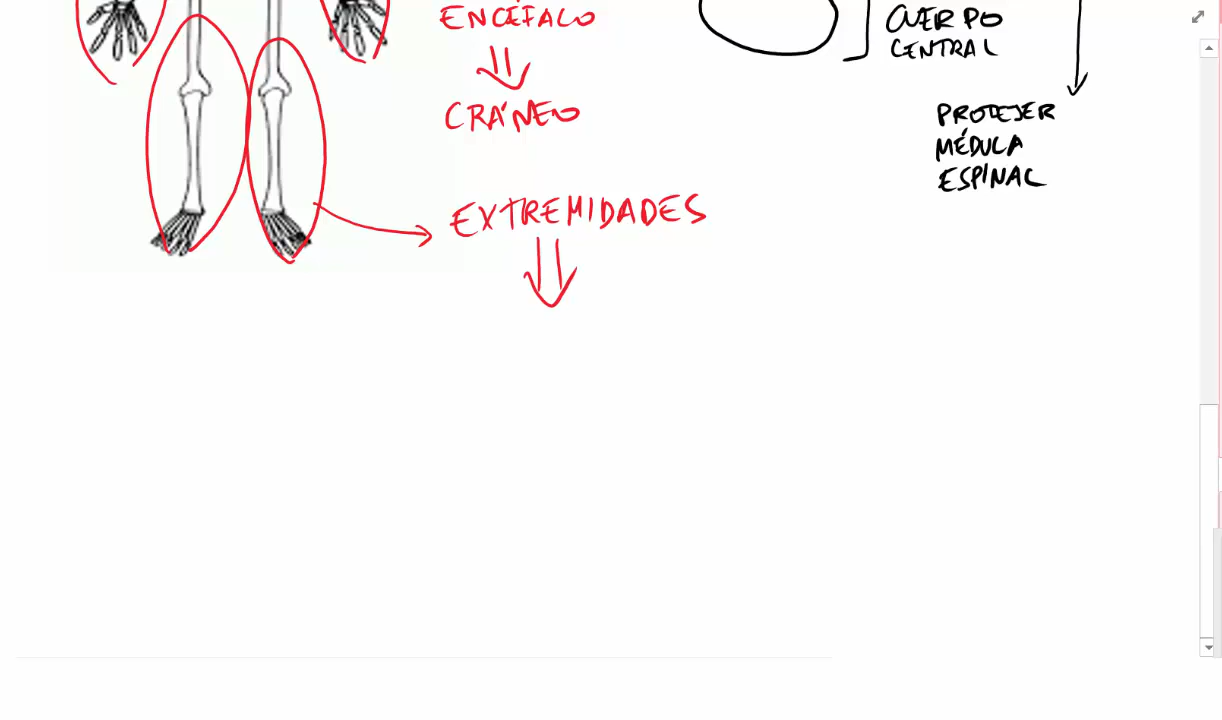 ENCÉFALO
CRÁNEO
EXTREMIDADES
CUERPO
CENTRAL
PROTEJER
MÉDULA
ESPINAL